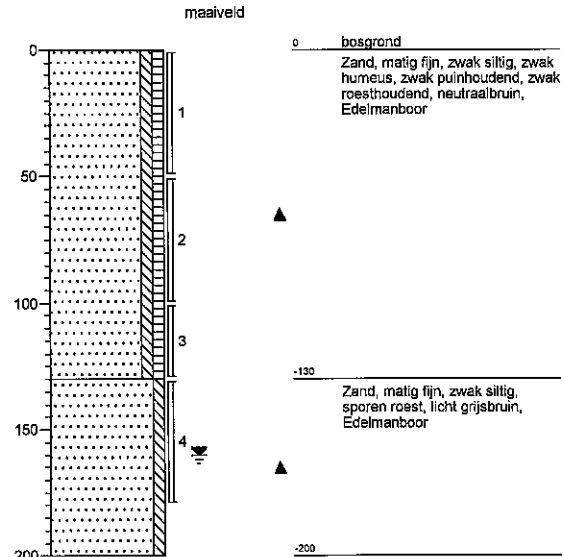 maaiveld
0
0 bosgrond
Zand, matig fijn, zwak siltig, zwak
humeus, zwak puinhoudend, zwak
roesthoudend, neutraalbruin,
Edelmanboor
1
50
2
100
3
-130
Zand, matig fijn, zwak siltig,
sporen roest, licht grijsbruin,
Edelmanboor
150
4
200
-200